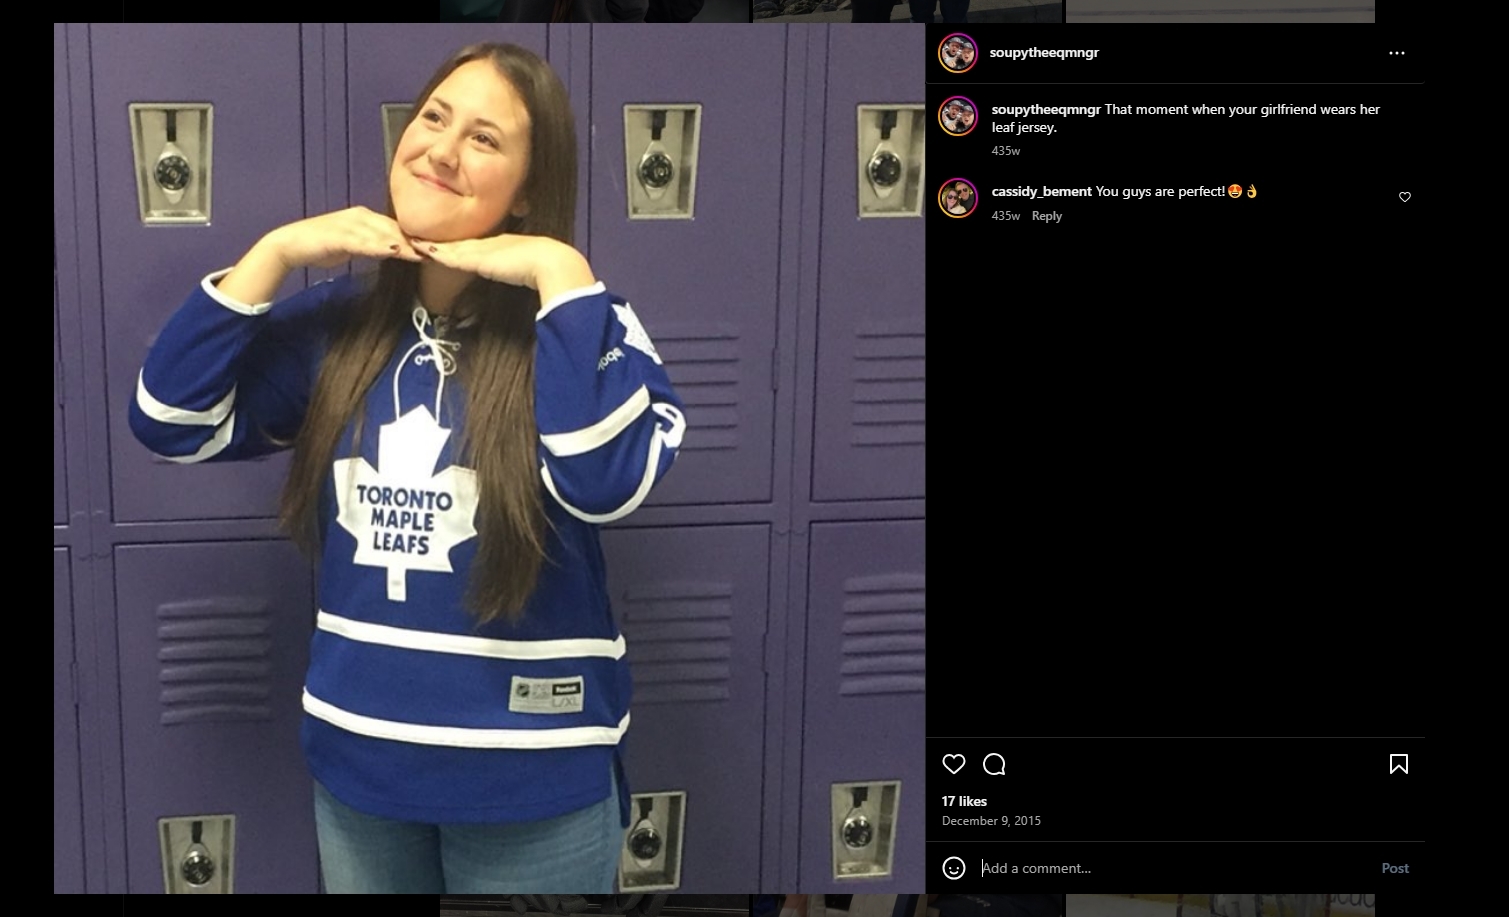 TORONTO
MAPLE
LEAFS
Reebok
L/XL
soupytheeqmngr
soupytheeqmngr That moment when your girlfriend wears her
leaf jersey.
435w
cassidy_bement You guys are perfect!🤩👌
435w Reply
17 likes
December 9, 2015
Add a comment...
Post